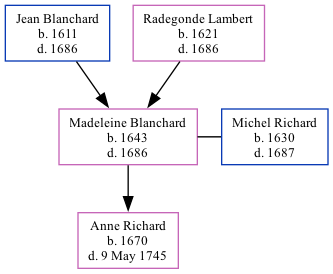 Jean Blanchard
b. 1611
d. 1686
Radegonde Lambert
b. 1621
d. 1686
Madeleine Blanchard
b. 1643
d. 1686
Michel Richard
b. 1630
d. 1687
Anne Richard
b. 1670
d. 9 May 1745